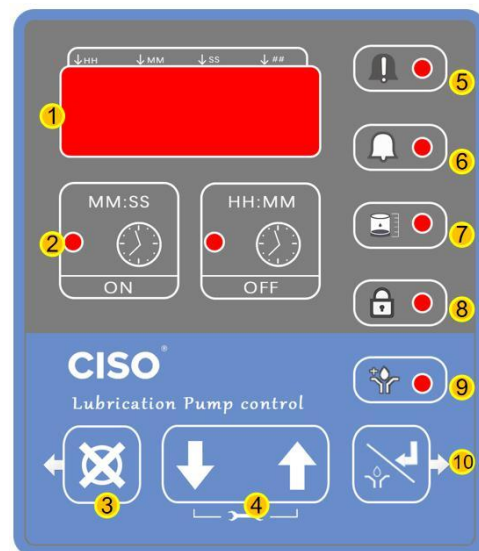 HH MM SS ##
1
5
6
MM:SS
HH:MM
2
7
ON
OFF
8
CISO®
Lubrication Pump control
9
3
4
10